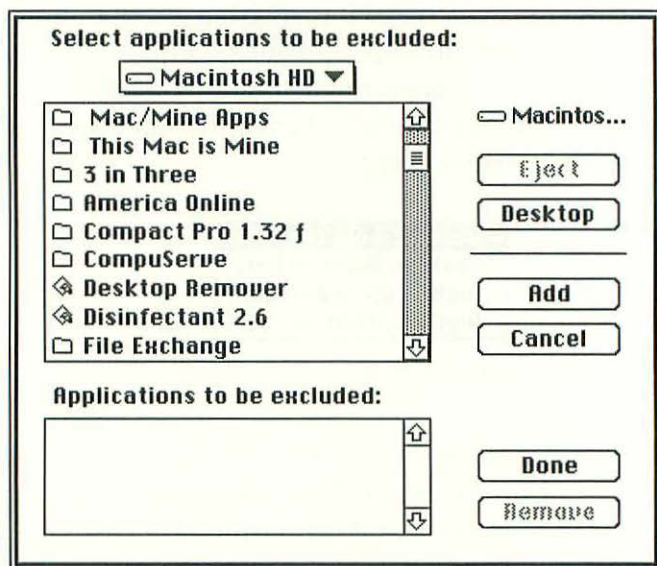 Select applications to be excluded:
Macintosh HD
Mac/Mine Apps
This Mac is Mine
3 in Three
America Online
Compact Pro 1.32 ƒ
CompuServe
Desktop Remover
Disinfectant 2.6
File Exchange
Macintos...
Eject
Desktop
Add
Cancel
Applications to be excluded:
Done
Remove